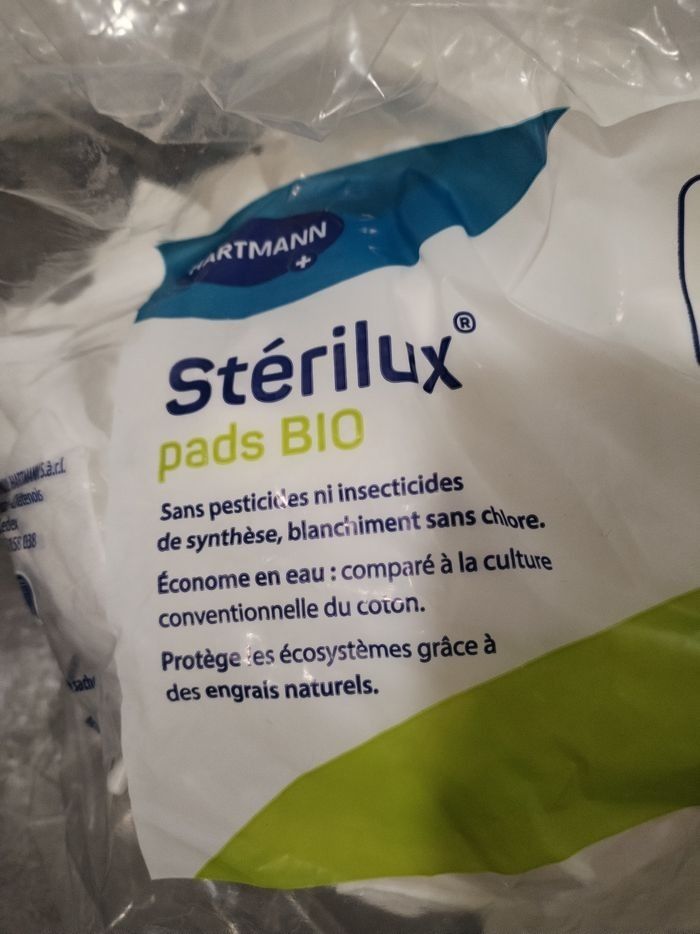 HARTMANN
Stérilux®
pads BIO
Sans pesticides ni insecticides
de synthèse, blanchiment sans chlore.
Économe en eau : comparé à la culture
conventionnelle du coton.
Protège les écosystèmes grâce à
des engrais naturels.
HARTMANN S.à.r.l.